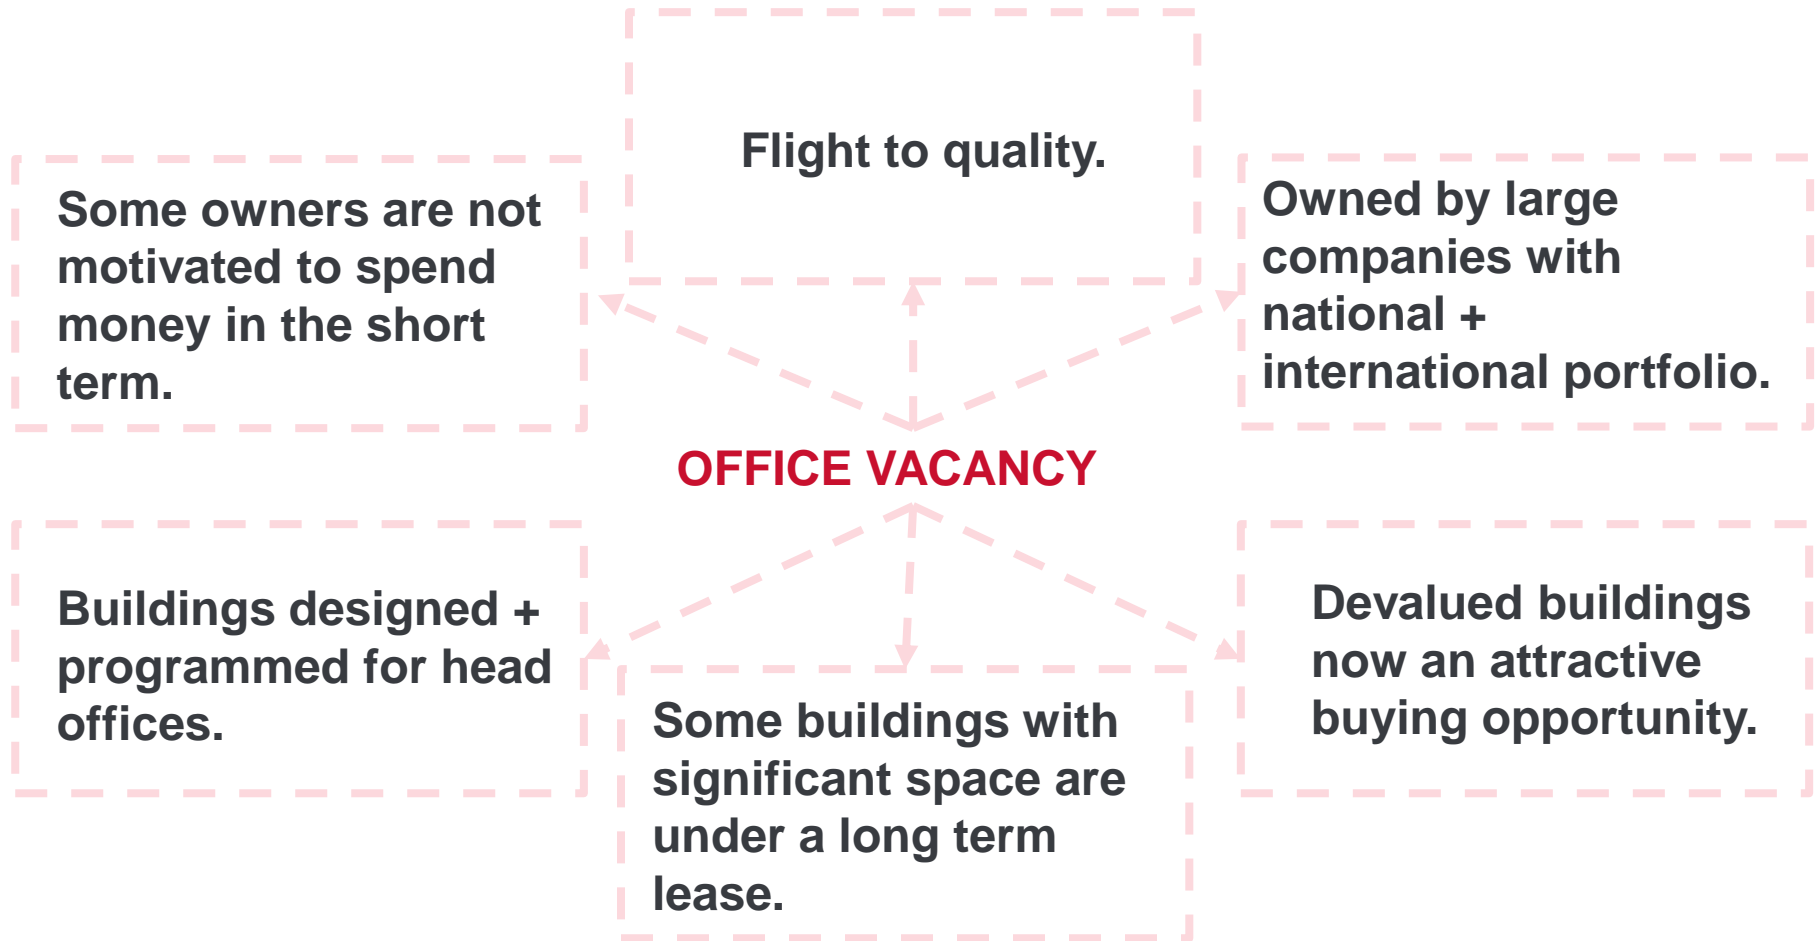 Flight to quality.
Some owners are not
motivated to spend
money in the short
term.
Owned by large
companies with
national +
international portfolio.
OFFICE VACANCY
Buildings designed +
programmed for head
offices.
Some buildings with
significant space are
under a long term
lease.
Devalued buildings
now an attractive
buying opportunity.